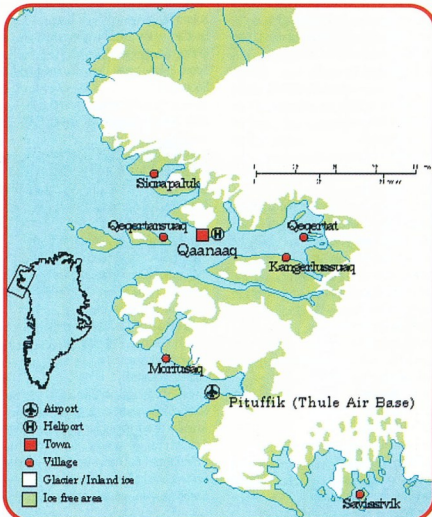 Siorapaluk
Qeqertarsuaq
Qeqertat
Qaanaaq
Kangerlussuaq
Moriusaq
Pituffik (Thule Air Base)
Airport
H Heliport
Town
Village
Glacier / Inland ice
Ice free area
Savissivik